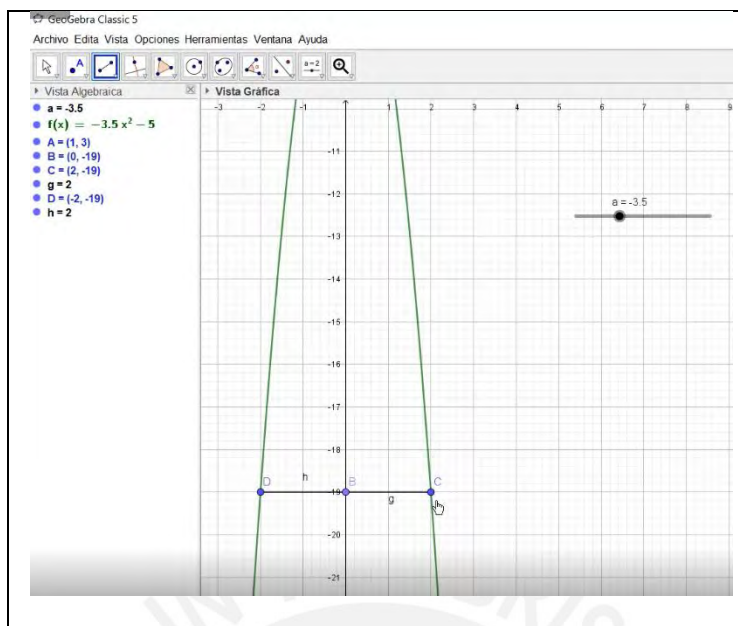 GeoGebra Classic 5
Archivo Edita Vista Opciones Herramientas Ventana Ayuda
A
a=2
Vista Algebraica
Vista Gráfica
a = -3.5
f(x) = −3.5 x² − 5
A = (1, 3)
B = (0, -19)
C = (2, -19)
g = 2
D = (-2, -19)
h = 2
-3 -2 -1 1 2 3 4 5 6 7 8 9
-11
-12
a = -3.5
-13
-14
-15
-16
-17
-18
D h B C
-19
g
-20
-21